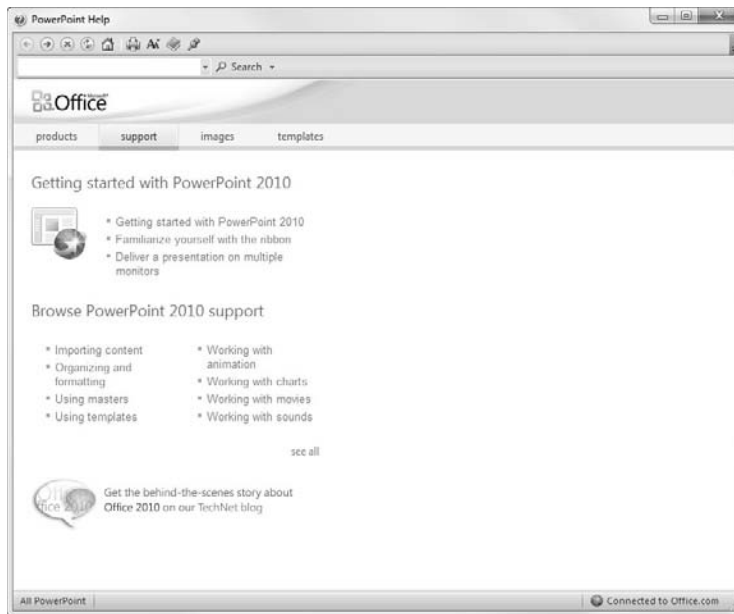 PowerPoint Help
Search
Office
products support images templates
Getting started with PowerPoint 2010
Getting started with PowerPoint 2010
Familiarize yourself with the ribbon
Deliver a presentation on multiple
monitors
Browse PowerPoint 2010 support
Importing content
Organizing and
formatting
Using masters
Using templates
Working with
animation
Working with charts
Working with movies
Working with sounds
see all
Get the behind-the-scenes story about
Office 2010 on our TechNet blog
All PowerPoint
Connected to Office.com